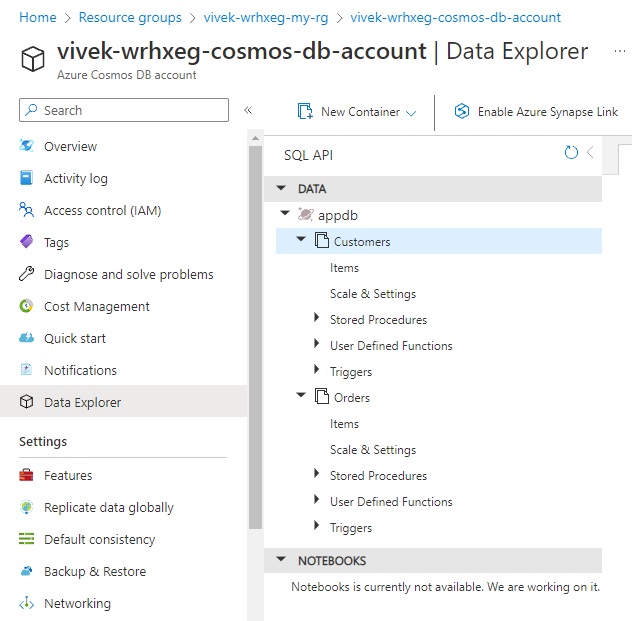 Home > Resource groups > vivek-wrhxeg-my-rg > vivek-wrhxeg-cosmos-db-account
vivek-wrhxeg-cosmos-db-account | Data Explorer ...
Azure Cosmos DB account
Search «
New Container
Enable Azure Synapse Link
Overview
Activity log
Access control (IAM)
Tags
Diagnose and solve problems
Cost Management
Quick start
Notifications
Data Explorer
Settings
Features
Replicate data globally
Default consistency
Backup & Restore
Networking
SQL API
DATA
appdb
Customers
Items
Scale & Settings
Stored Procedures
User Defined Functions
Triggers
Orders
Items
Scale & Settings
Stored Procedures
User Defined Functions
Triggers
NOTEBOOKS
Notebooks is currently not available. We are working on it.